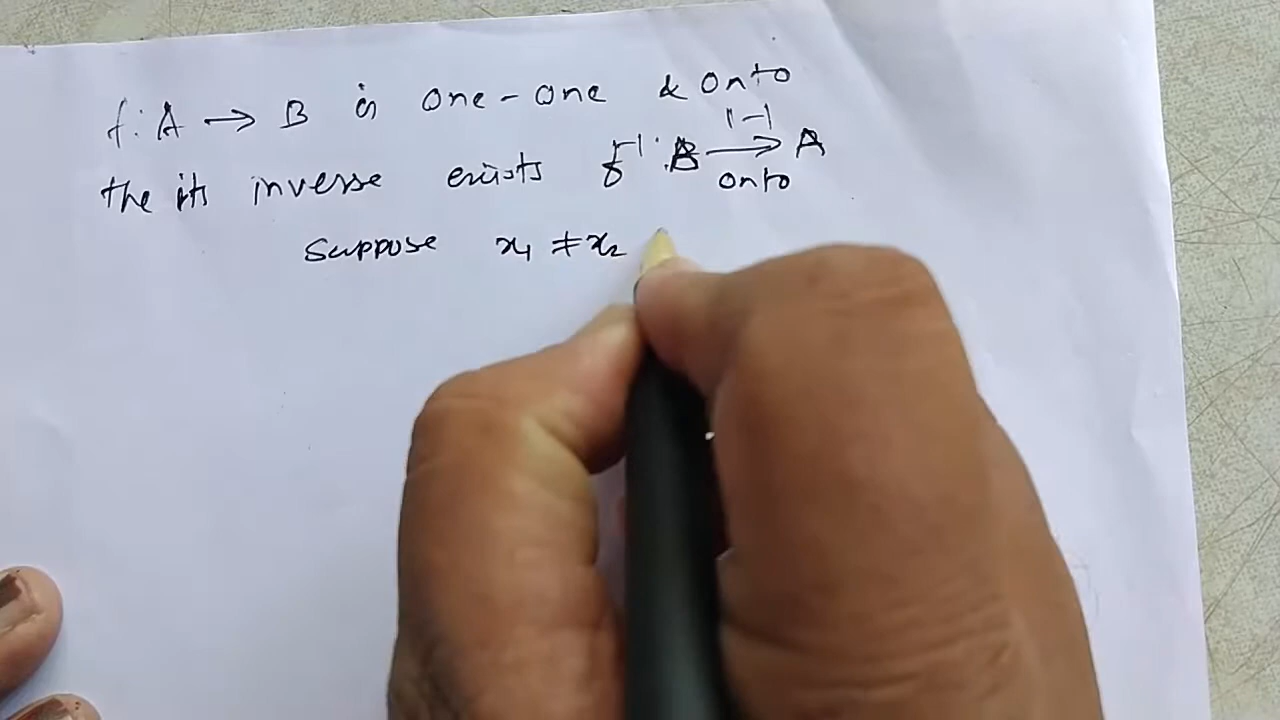 f: A → B is one-one & onto
the its inverse exists f⁻¹: B 1-1→ A
onto
Suppose x₁ ≠ x₂